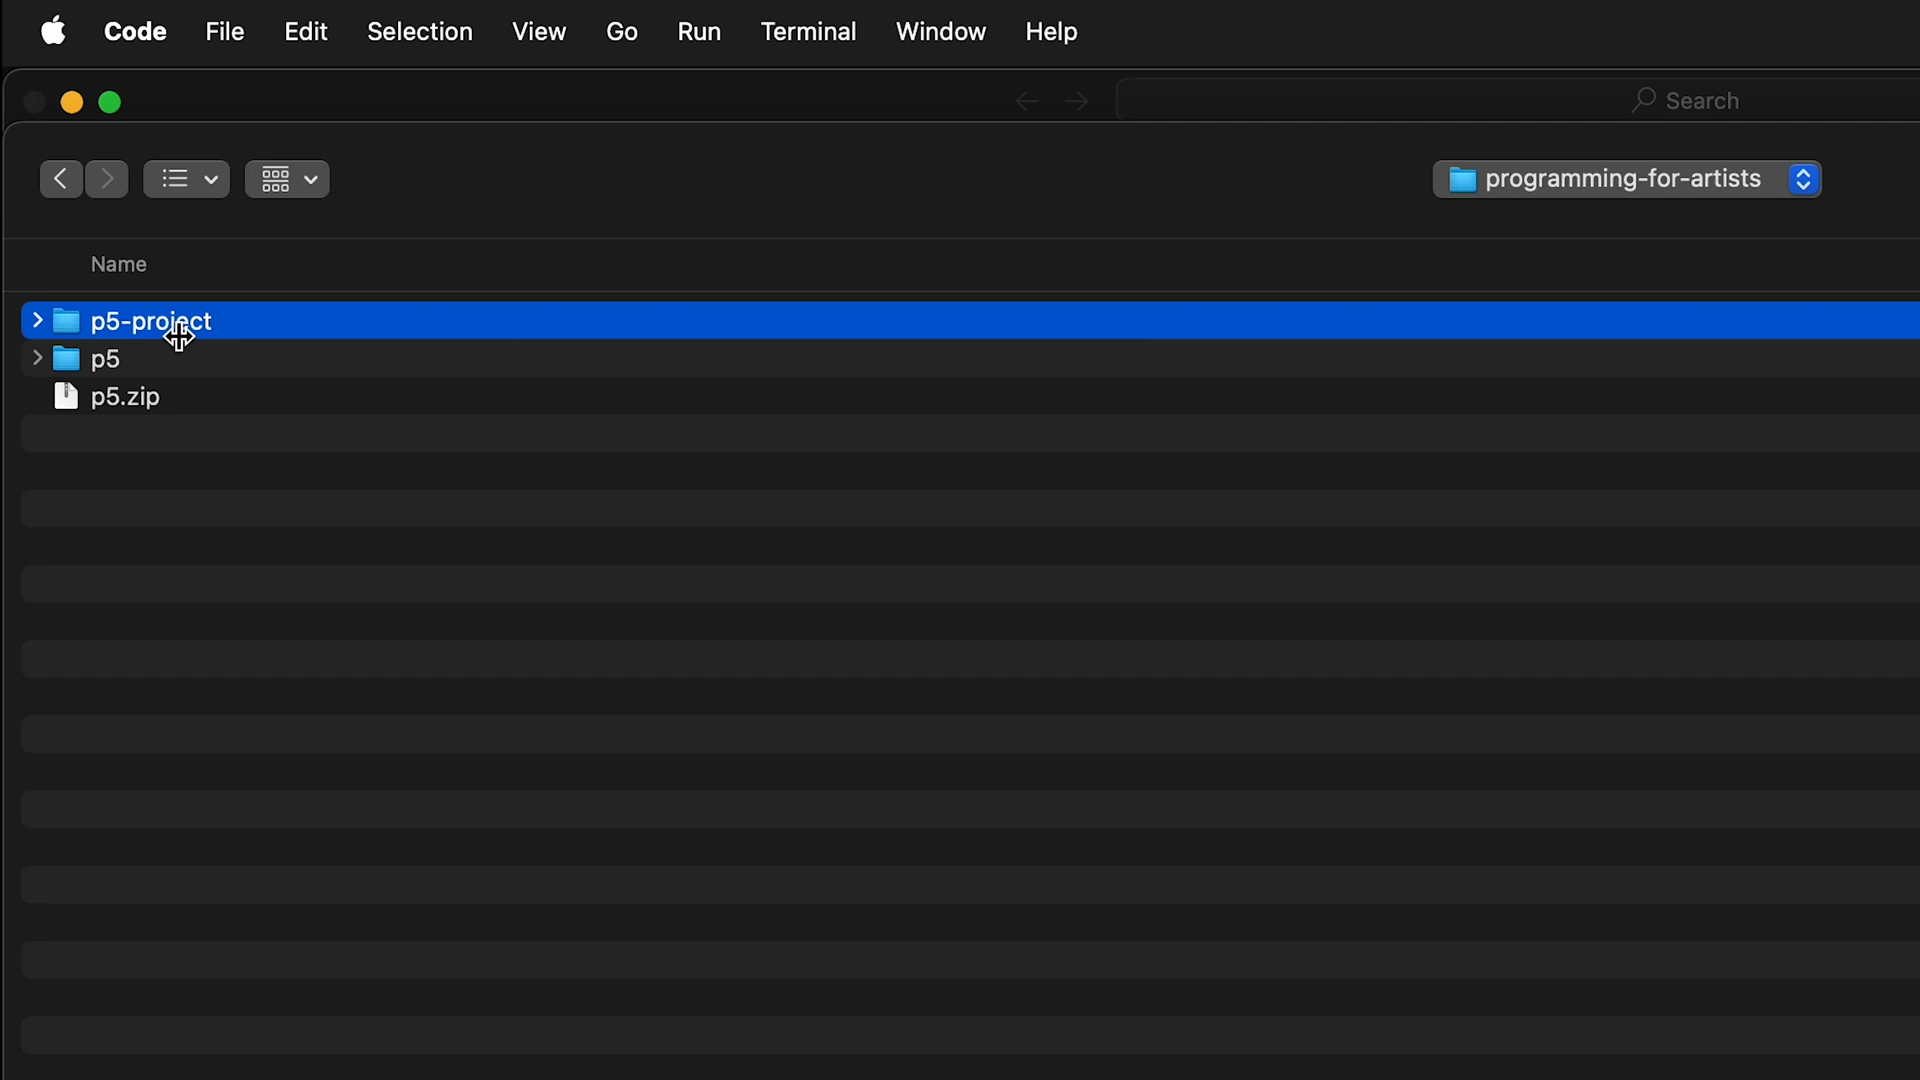 Code File Edit Selection View Go Run Terminal Window Help
Search
programming-for-artists
Name
p5-project
p5
p5.zip